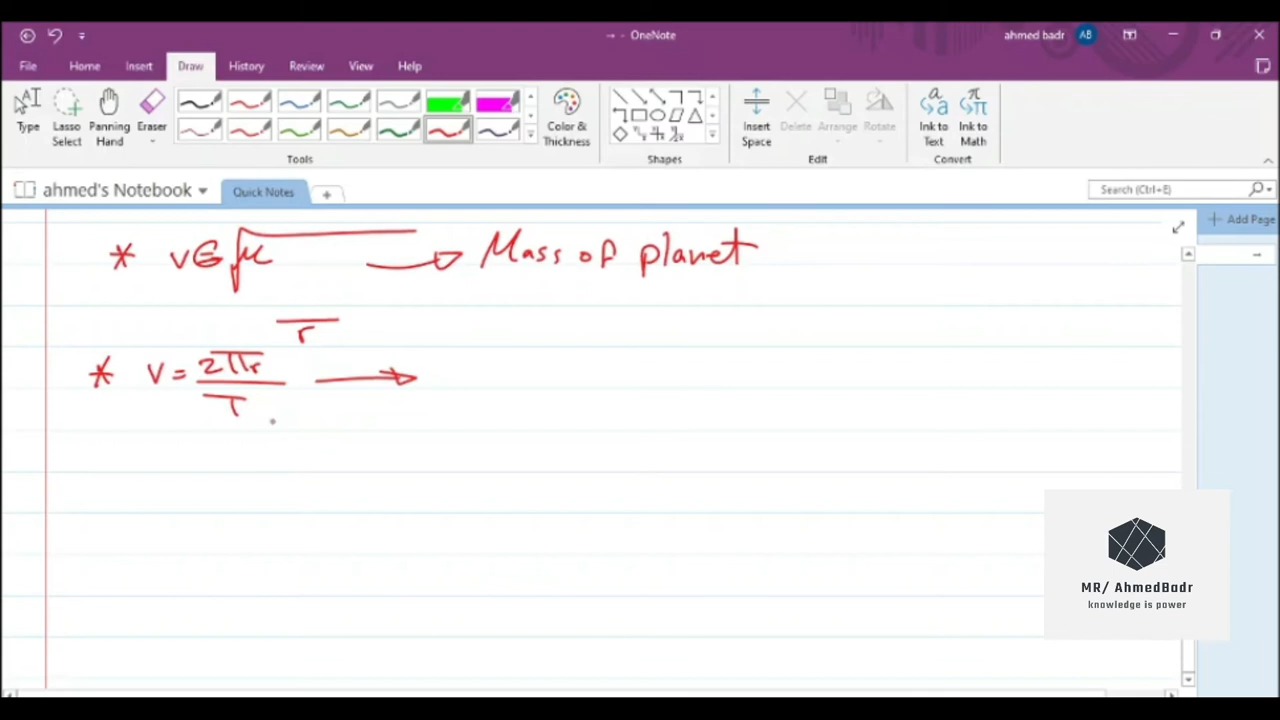 → - OneNote
ahmed badr AB
File Home Insert Draw History Review View Help
Type
Lasso Select
Panning Hand
Eraser
Color & Thickness
Insert Space
Delete
Arrange
Rotate
Ink to Text
Ink to Math
Tools
Shapes
Edit
Convert
ahmed's Notebook
Quick Notes
Search (Ctrl+E)
Add Page
* v → Mass of planet
r
* v = 2πr →
T
MR/ AhmedBadr
knowledge is power